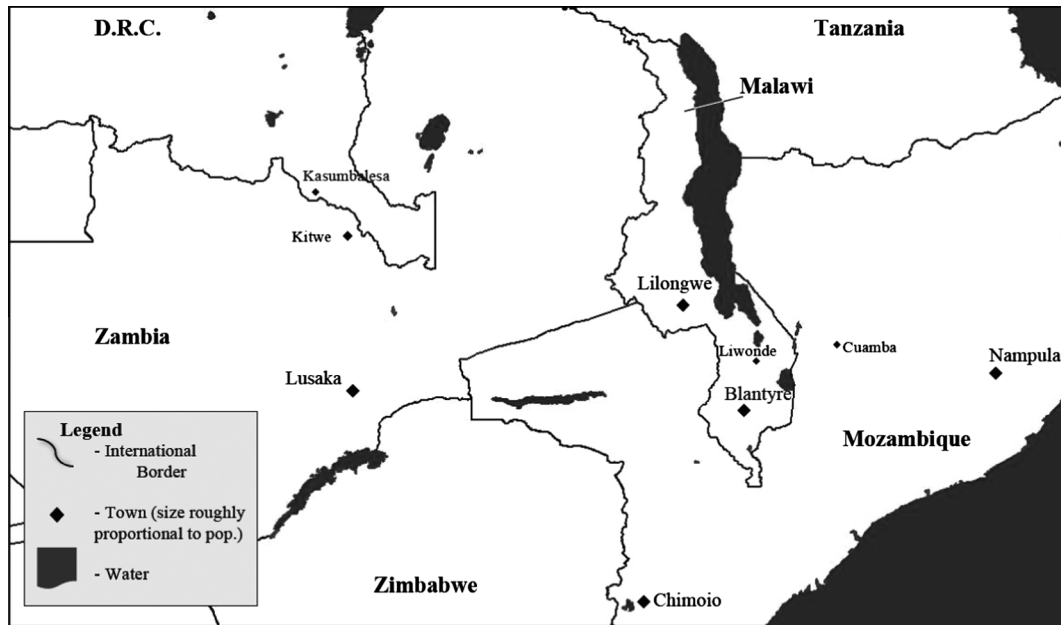 D.R.C.
Tanzania
Malawi
Kasumbalesa
Kitwe
Lilongwe
Zambia
Liwonde
Cuamba
Nampula
Lusaka
Blantyre
Mozambique
Legend
- International
Border
- Town (size roughly
proportional to pop.)
- Water
Zimbabwe
Chimoio